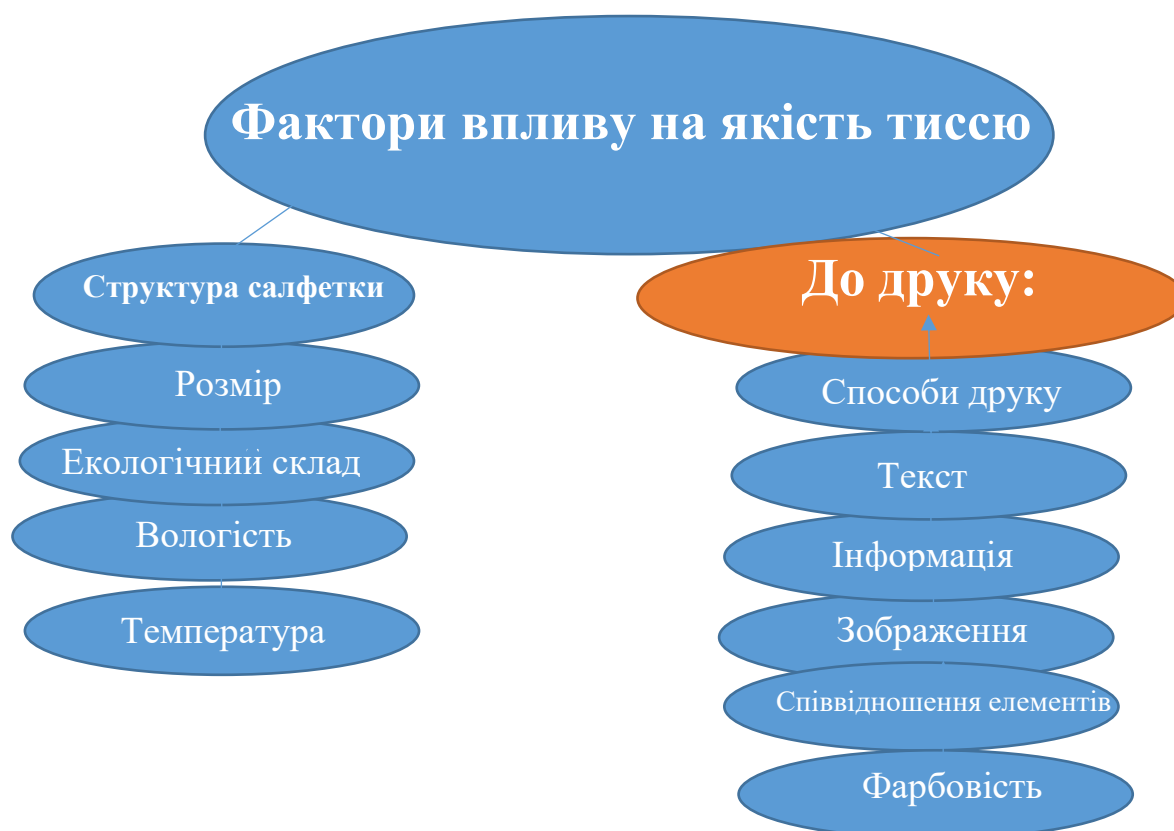 Фактори впливу на якість тиссю
Структура салфетки
Розмір
Екологічний склад
Вологість
Температура
До друку:
Способи друку
Текст
Інформація
Зображення
Співвідношення елементів
Фарбовість